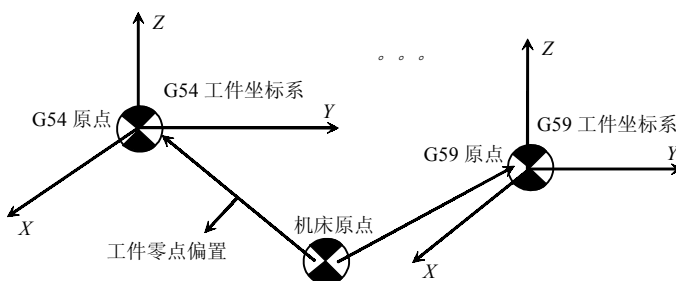 Z
Z
。 。 。
G54 工件坐标系
G54 原点
Y
G59 工件坐标系
G59 原点
Y
X
机床原点
工件零点偏置
X